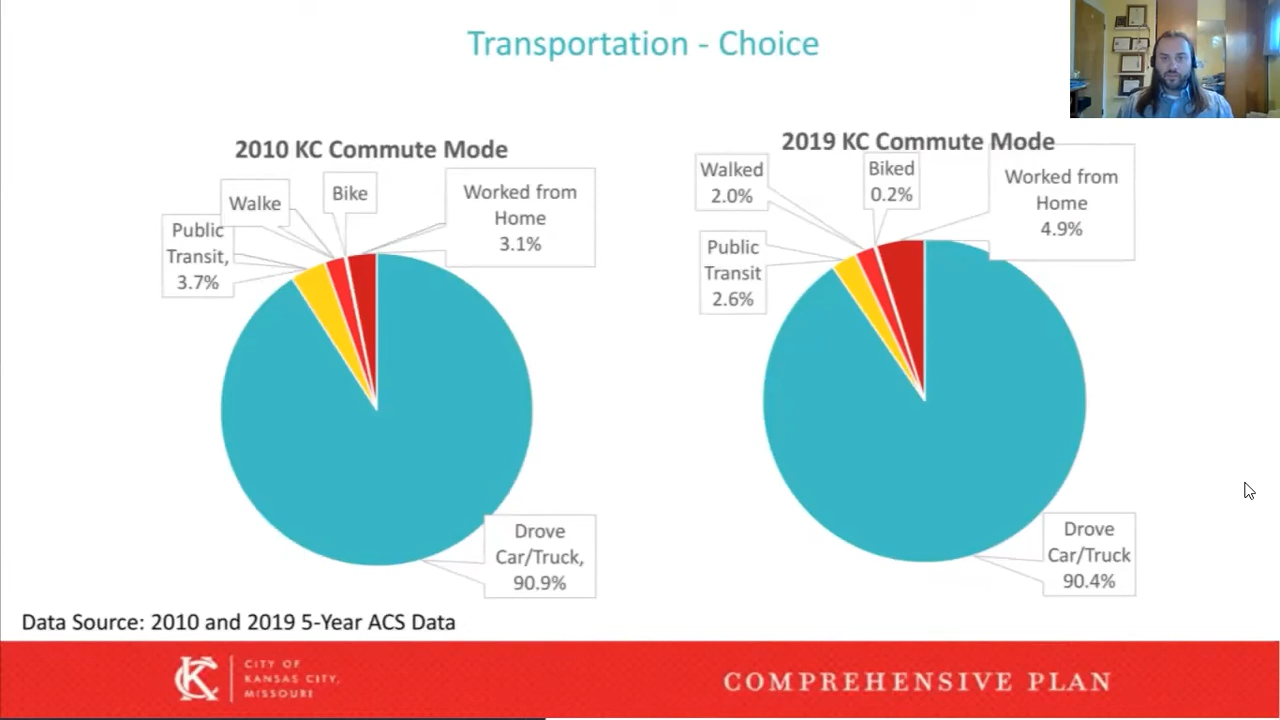 Transportation - Choice
2010 KC Commute Mode
Public
Transit,
3.7%
Walke
Bike
Worked from
Home
3.1%
Drove
Car/Truck,
90.9%
2019 KC Commute Mode
Walked
2.0%
Biked
0.2%
Worked from
Home
4.9%
Public
Transit
2.6%
Drove
Car/Truck
90.4%
Data Source: 2010 and 2019 5-Year ACS Data
KC
CITY OF
KANSAS CITY,
MISSOURI
COMPREHENSIVE PLAN